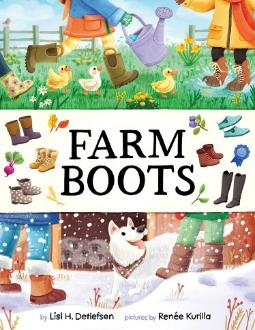 FARM
BOOTS
by Lisl H. Detlefsen pictures by Renée Kurilla